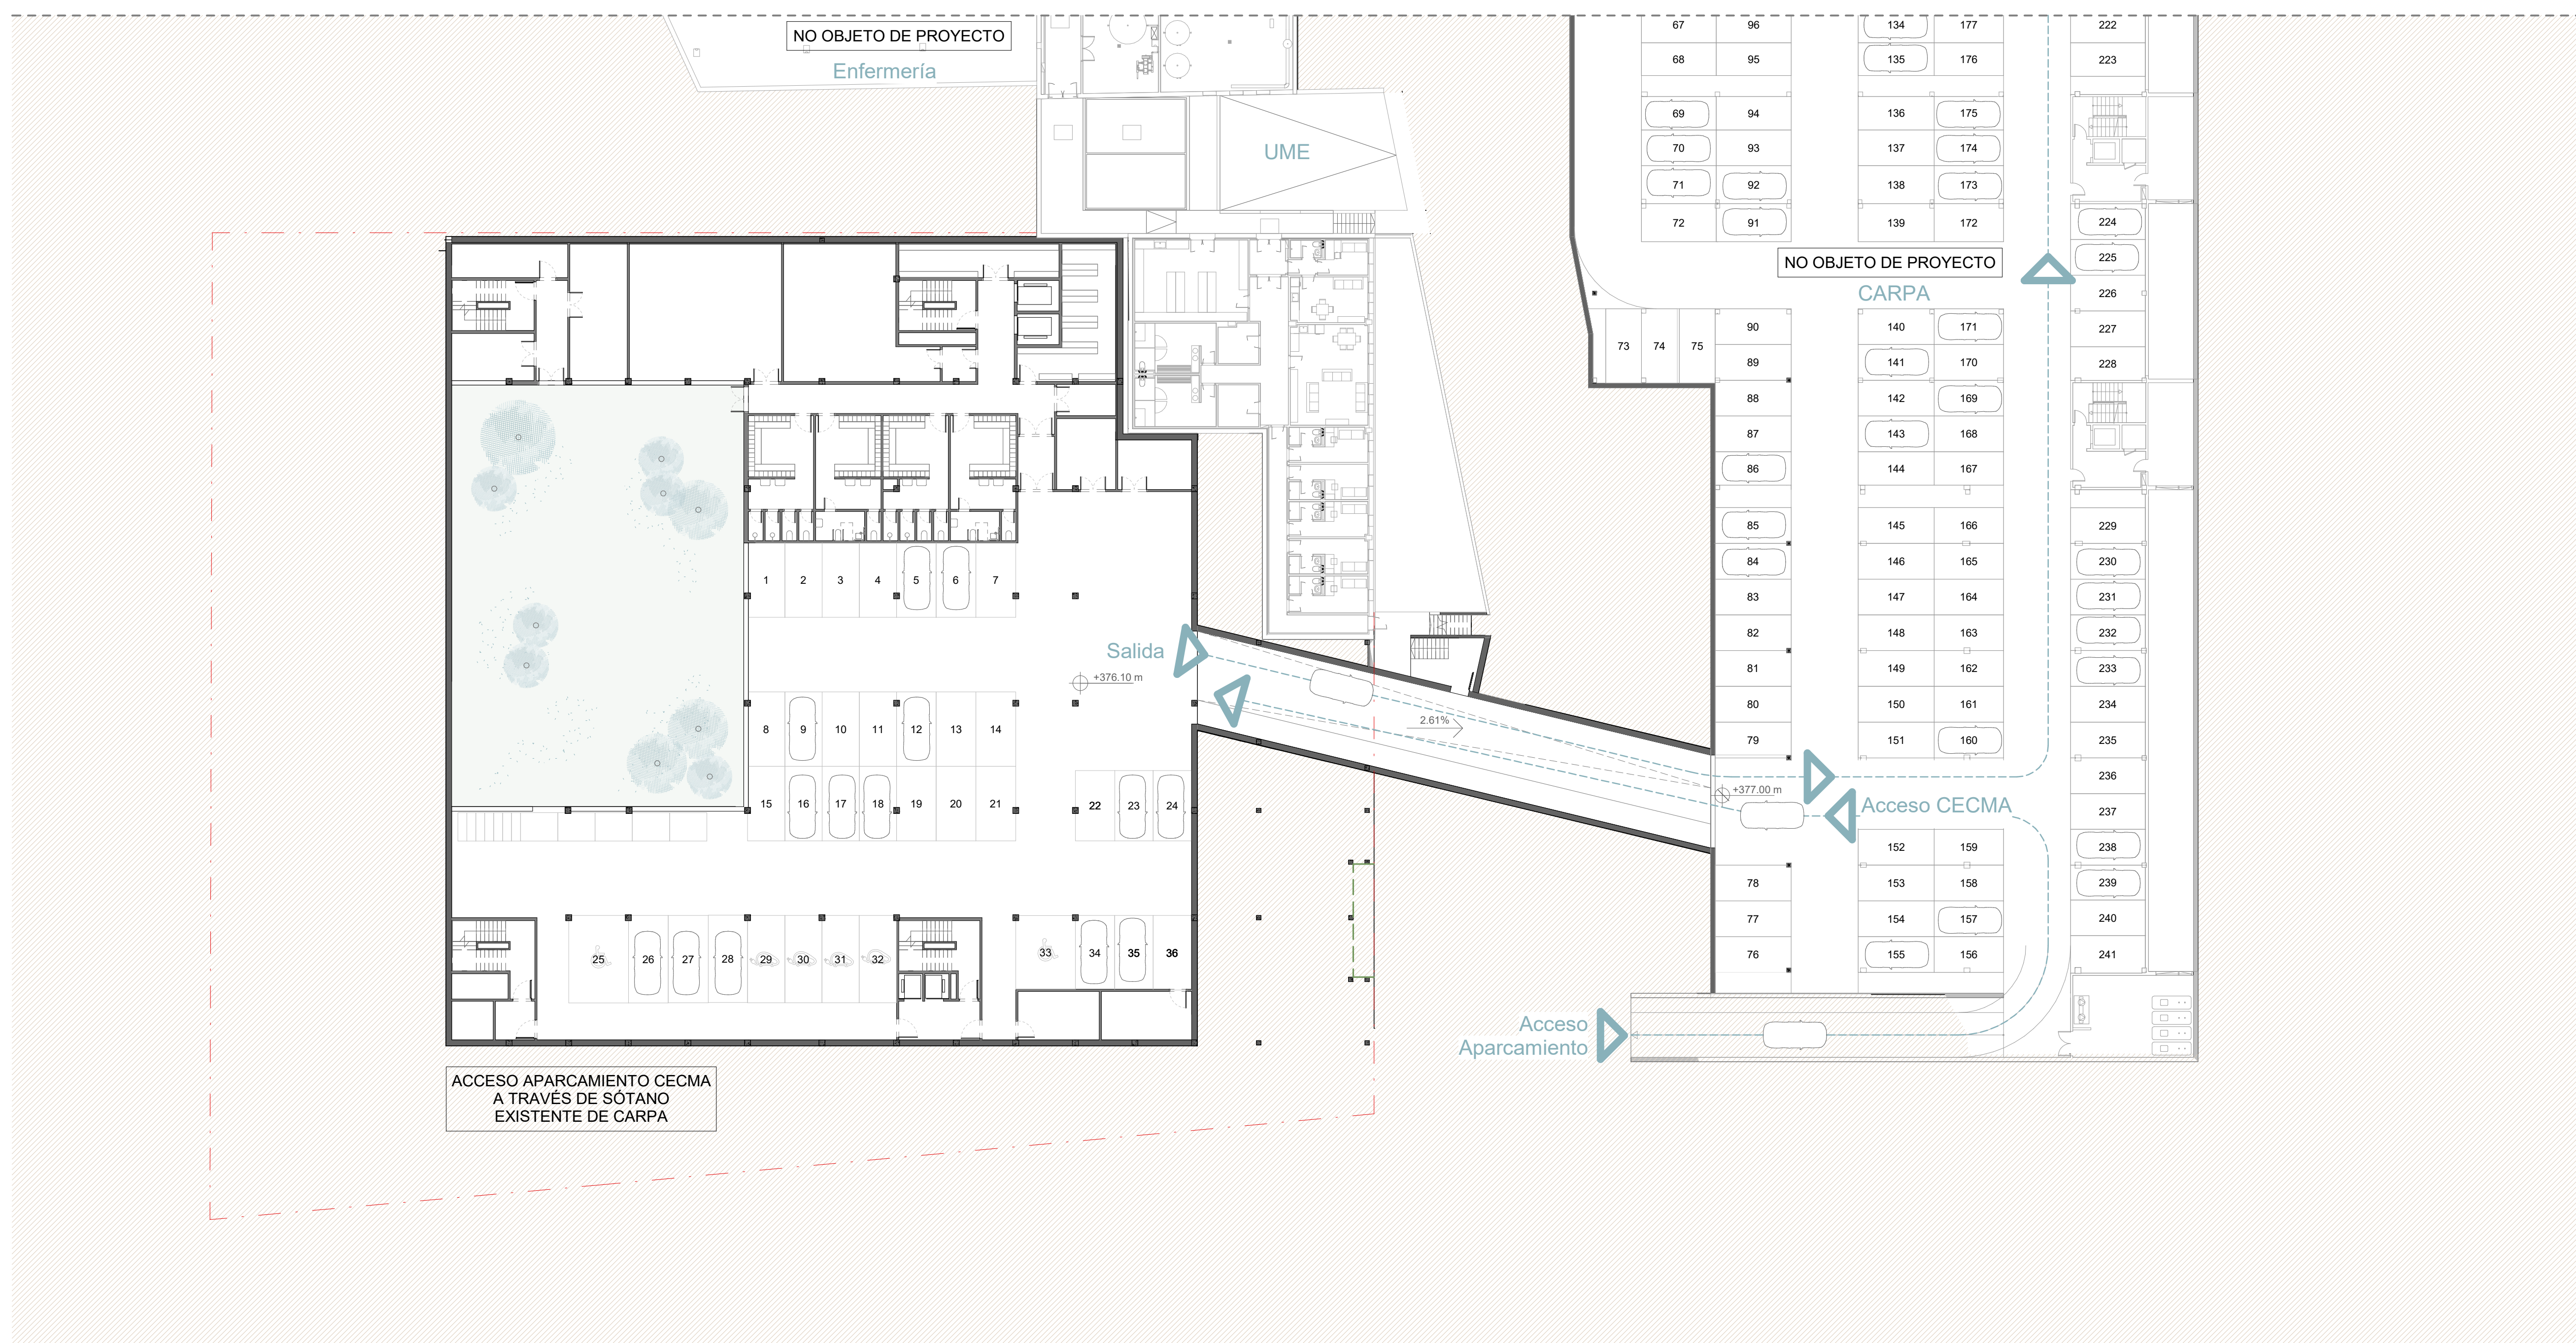 NO OBJETO DE PROYECTO
Enfermería
UME
67 96 134 177 222
68 95 135 176 223
69 94 136 175
70 93 137 174
71 92 138 173
72 91 139 172 224
225
NO OBJETO DE PROYECTO
CARPA
226
73 74 75 90 140 171 227
89 141 170 228
88 142 169
87 143 168
86 144 167
85 145 166 229
84 146 165 230
83 147 164 231
82 148 163 232
81 149 162 233
80 150 161 234
79 151 160 235
236
237
1 2 3 4 5 6 7
Salida
+376.10 m
8 9 10 11 12 13 14
2.61%
15 16 17 18 19 20 21 22 23 24
+377.00 m
Acceso CECMA
152 159 238
78 153 158 239
77 154 157 240
76 155 156 241
25 26 27 28 29 30 31 32 33 34 35 36
Acceso
Aparcamiento
ACCESO APARCAMIENTO CECMA
A TRAVÉS DE SÓTANO
EXISTENTE DE CARPA